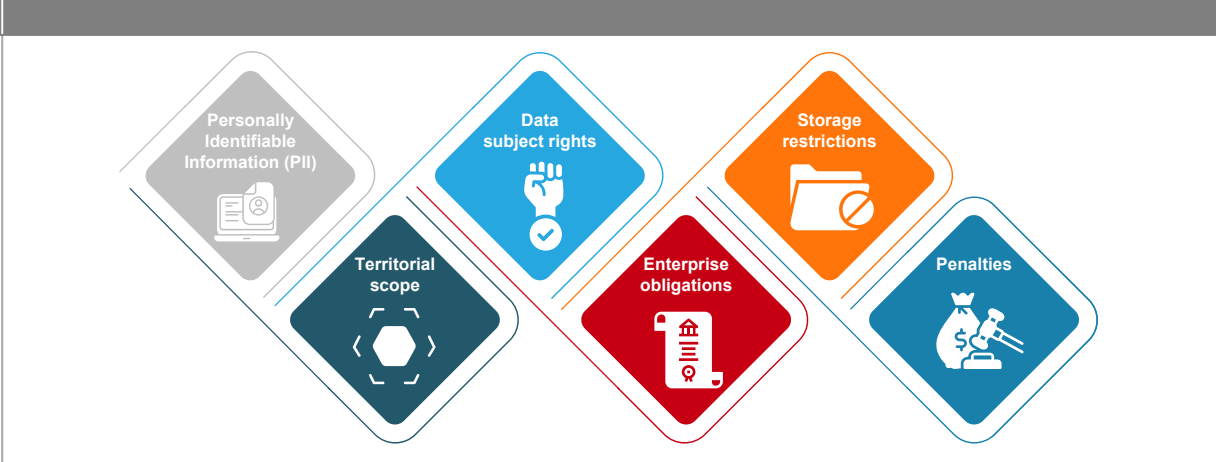 Personally
Identifiable
Information (PII)
Territorial
scope
Data
subject rights
Enterprise
obligations
Storage
restrictions
Penalties
$